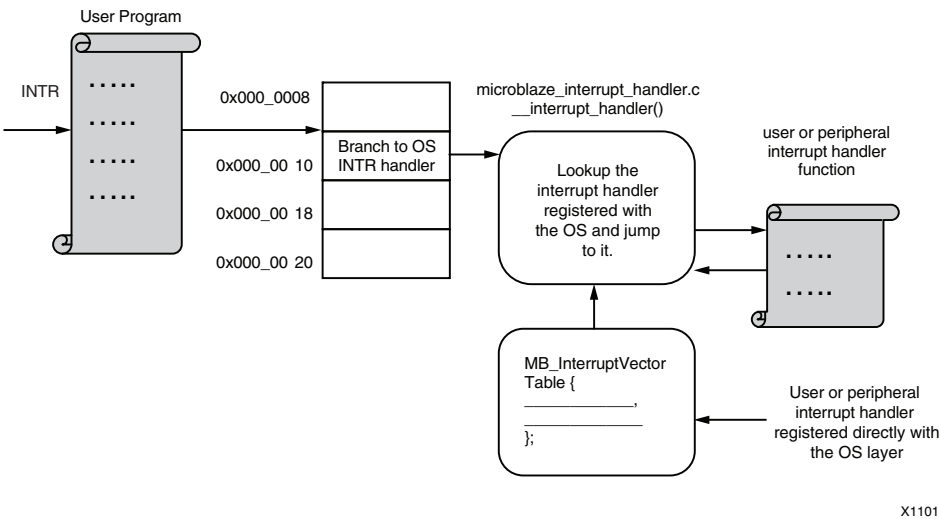 User Program
INTR
.....
.....
.....
.....
0x000_0008
0x000_00 10
0x000_00 18
0x000_00 20
Branch to OS
INTR handler
microblaze_interrupt_handler.c
__interrupt_handler()
Lookup the
interrupt handler
registered with
the OS and jump
to it.
user or peripheral
interrupt handler
function
.....
.....
MB_InterruptVector
Table {
______________,
_______________
};
User or peripheral
interrupt handler
registered directly with
the OS layer
X1101